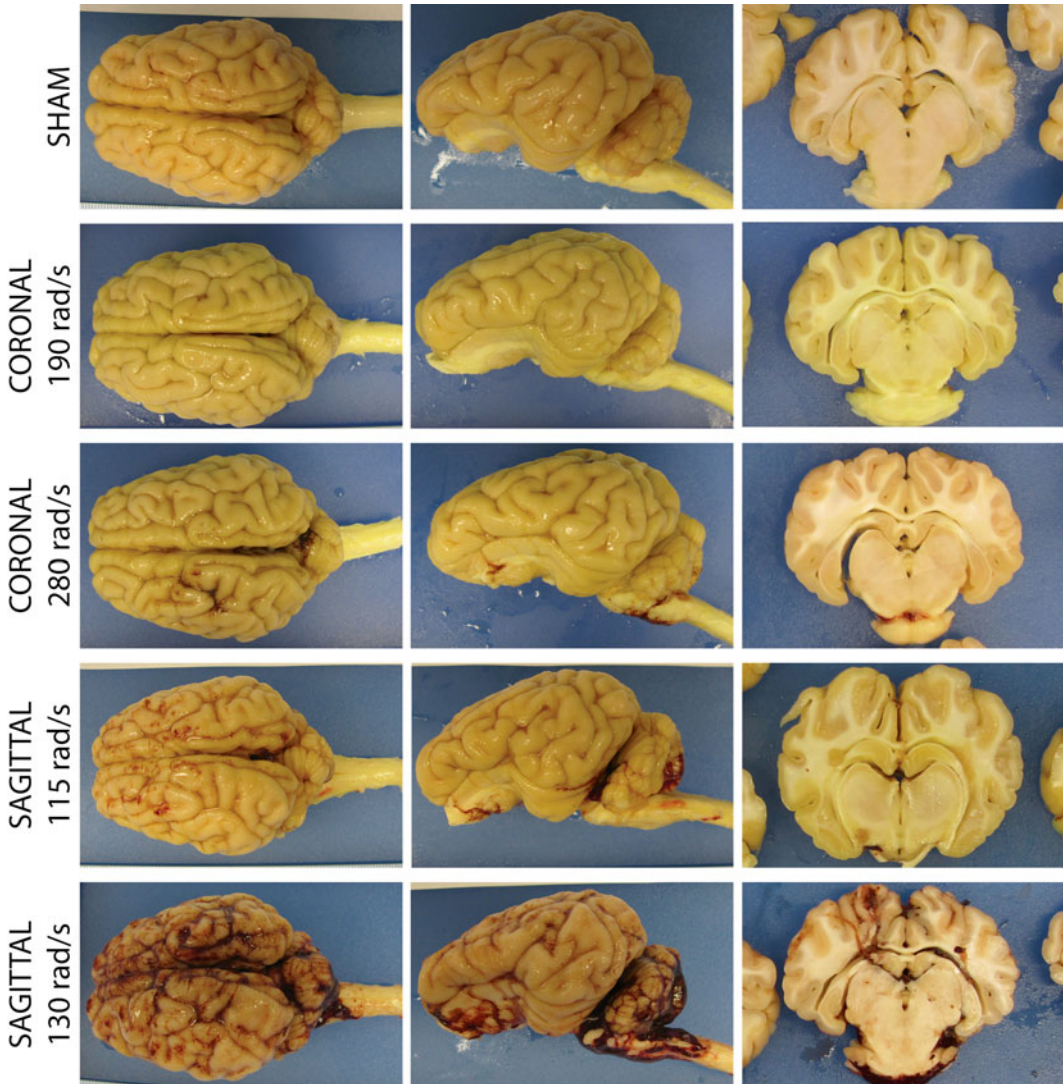 SHAM
CORONAL
190 rad/s
CORONAL
280 rad/s
SAGITTAL
115 rad/s
SAGITTAL
130 rad/s